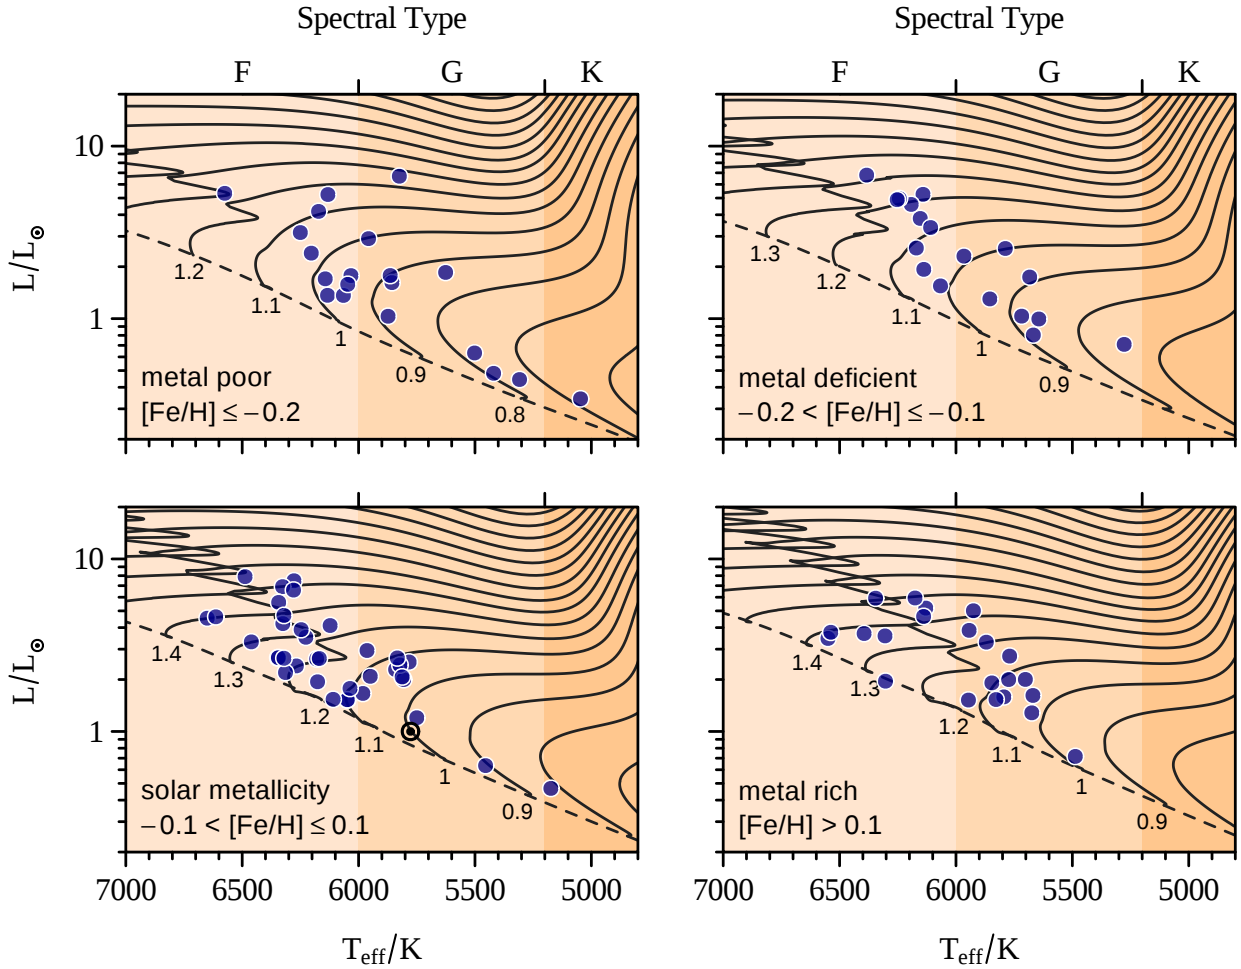 Spectral Type
Spectral Type
F G K
F G K
10
1
L/L☉
1.2
1.1
1
0.9
0.8
metal poor
[Fe/H] ≤ −0.2
1.3
1.2
1.1
1
0.9
metal deficient
−0.2 < [Fe/H] ≤ −0.1
10
1
L/L☉
1.4
1.3
1.2
1.1
1
0.9
solar metallicity
−0.1 < [Fe/H] ≤ 0.1
1.4
1.3
1.2
1.1
1
0.9
metal rich
[Fe/H] > 0.1
7000 6500 6000 5500 5000
7000 6500 6000 5500 5000
Teff/K
Teff/K